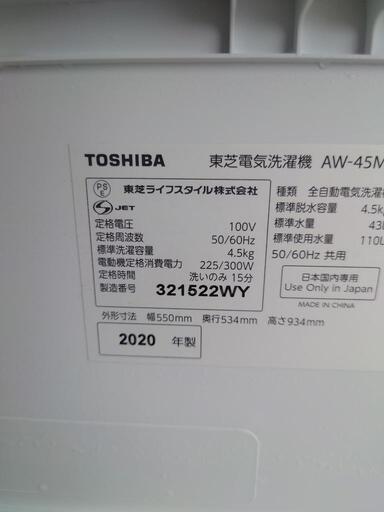 TOSHIBA 東芝電気洗濯機 AW-45M
PS E 東芝ライフスタイル株式会社
S JET
定格電圧 100V
定格周波数 50/60Hz
標準洗濯容量 4.5kg
電動機定格消費電力 225/300W
定格時間 洗いのみ 15分
製造番号 321522WY
種類 全自動電気洗濯
標準脱水容量 4.5k
標準水量 43
標準使用水量 110
50/60Hz 共用
日本国内専用
Use Only in Japan
MADE IN CHINA
外形寸法 幅550mm 奥行534mm 高さ934mm
2020 年製